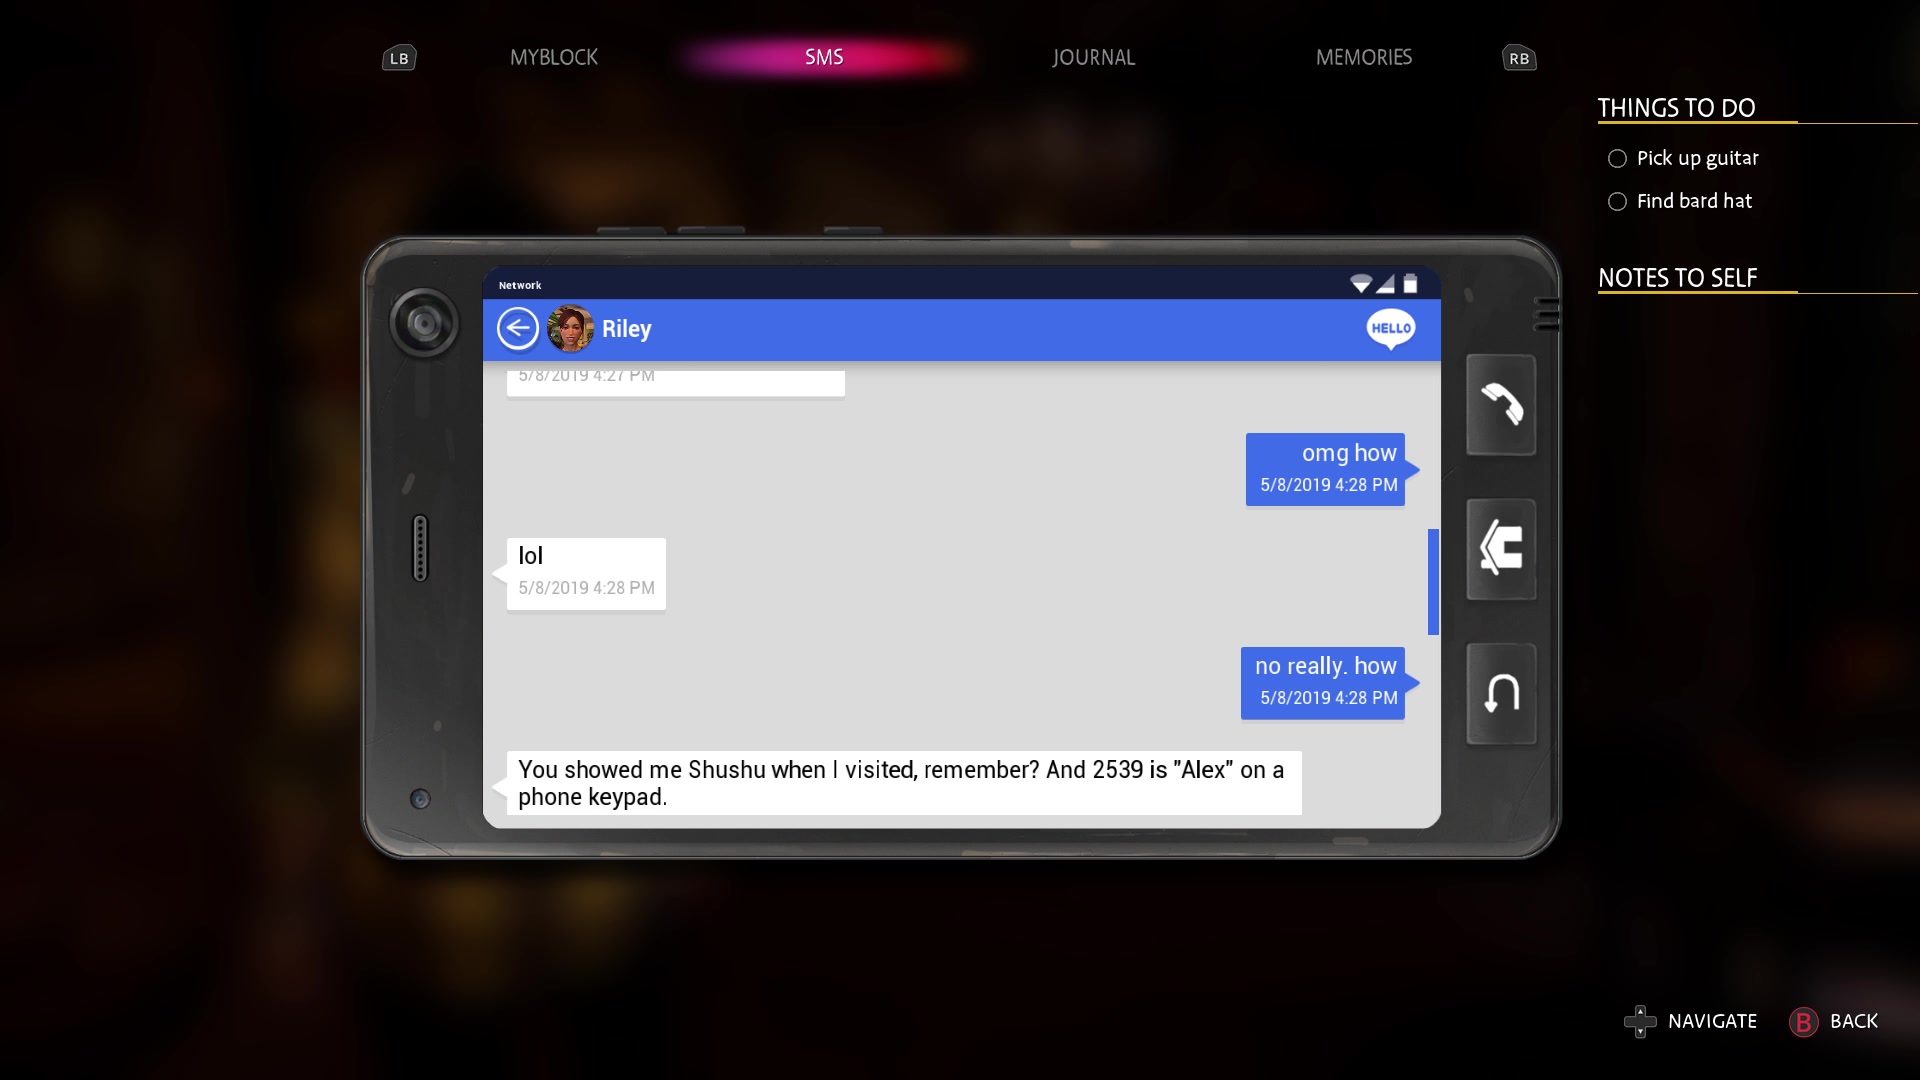 LB
MYBLOCK
SMS
JOURNAL
MEMORIES
RB
THINGS TO DO
Pick up guitar
Find bard hat
NOTES TO SELF
Network
Riley
HELLO
5/8/2019 4:27 PM
omg how
5/8/2019 4:28 PM
lol
5/8/2019 4:28 PM
no really. how
5/8/2019 4:28 PM
You showed me Shushu when I visited, remember? And 2539 is "Alex" on a
phone keypad.
NAVIGATE
B
BACK